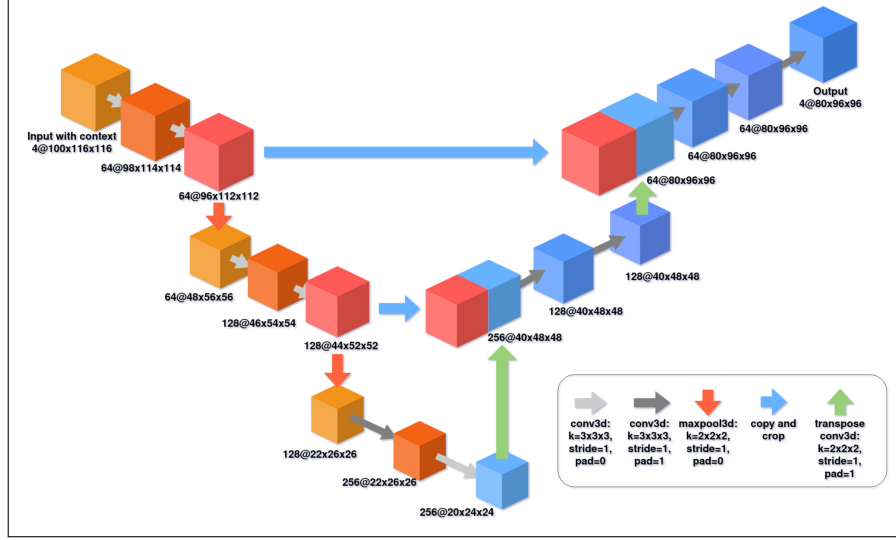 Input with context
4@100x116x116
64@98x114x114
64@96x112x112
64@48x56x56
128@46x54x54
128@44x52x52
128@22x26x26
256@22x26x26
256@20x24x24
256@40x48x48
128@40x48x48
128@40x48x48
64@80x96x96
64@80x96x96
64@80x96x96
Output
4@80x96x96
conv3d:
k=3x3x3,
stride=1,
pad=0
conv3d:
k=3x3x3,
stride=1,
pad=1
maxpool3d:
k=2x2x2,
stride=1,
pad=0
copy and
crop
transpose
conv3d:
k=2x2x2,
stride=1,
pad=1